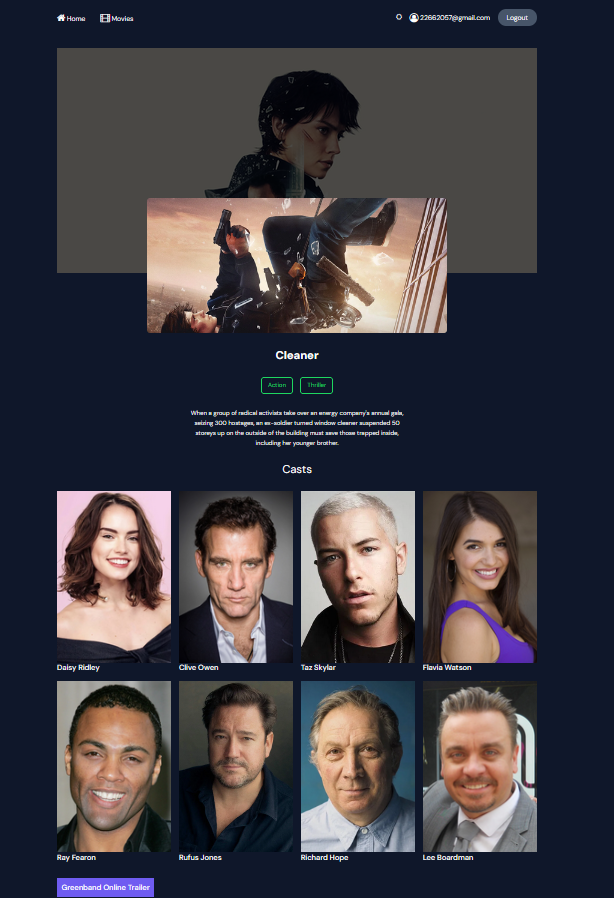 Home Movies 22662057@gmail.com Logout
Cleaner
Action Thriller
When a group of radical activists take over an energy company's annual gala,
seizing 300 hostages, an ex-soldier turned window cleaner suspended 50
storeys up on the outside of the building must save those trapped inside,
including her younger brother.
Casts
Daisy Ridley Clive Owen Taz Skylar Flavia Watson
Ray Fearon Rufus Jones Richard Hope Lee Boardman
Greenband Online Trailer